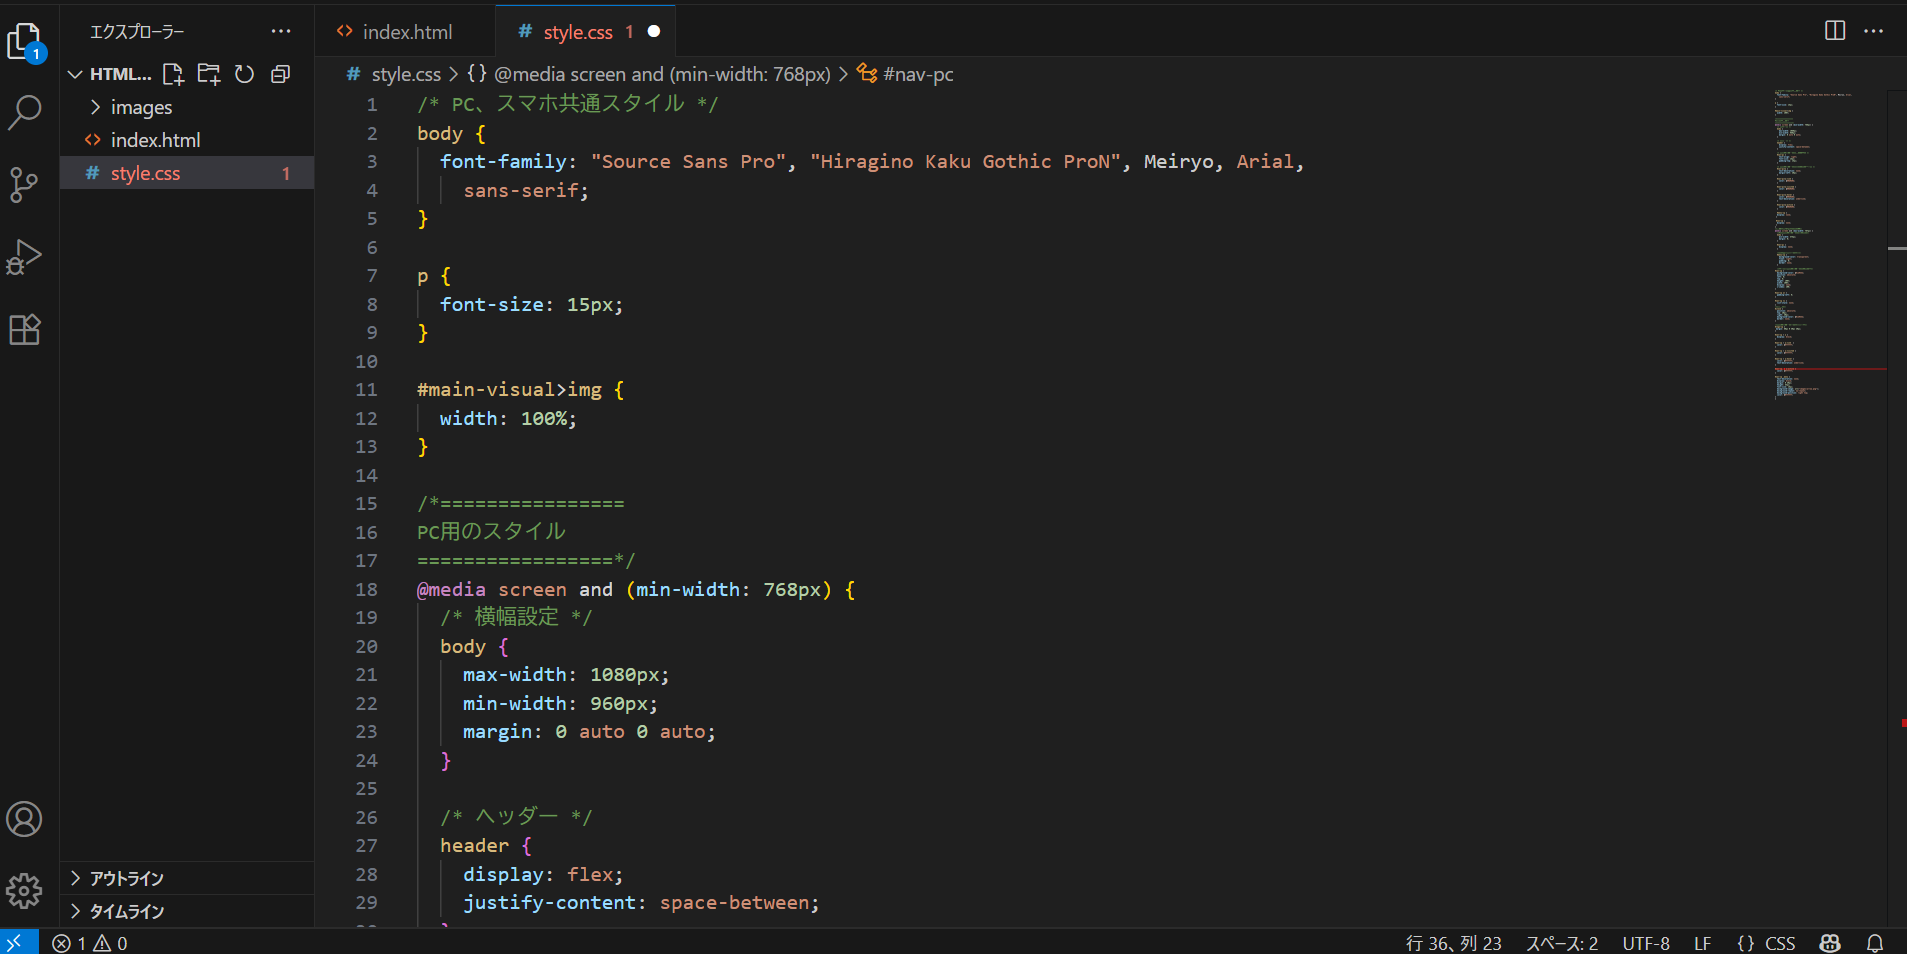 エクスプローラー
index.html
style.css 1
1
HTML...
style.css > {} @media screen and (min-width: 768px) > #nav-pc
images
index.html
style.css 1
1 /* PC、スマホ共通スタイル */
2 body {
3 font-family: "Source Sans Pro", "Hiragino Kaku Gothic ProN", Meiryo, Arial,
4 sans-serif;
5 }
6
7 p {
8 font-size: 15px;
9 }
10
11 #main-visual>img {
12 width: 100%;
13 }
14
15 /*================
16 PC用のスタイル
17 =================*/
18 @media screen and (min-width: 768px) {
19 /* 横幅設定 */
20 body {
21 max-width: 1080px;
22 min-width: 960px;
23 margin: 0 auto 0 auto;
24 }
25
26 /* ヘッダー */
27 header {
28 display: flex;
29 justify-content: space-between;
アウトライン
タイムライン
1 0
行 36、列 23 スペース: 2 UTF-8 LF {} CSS